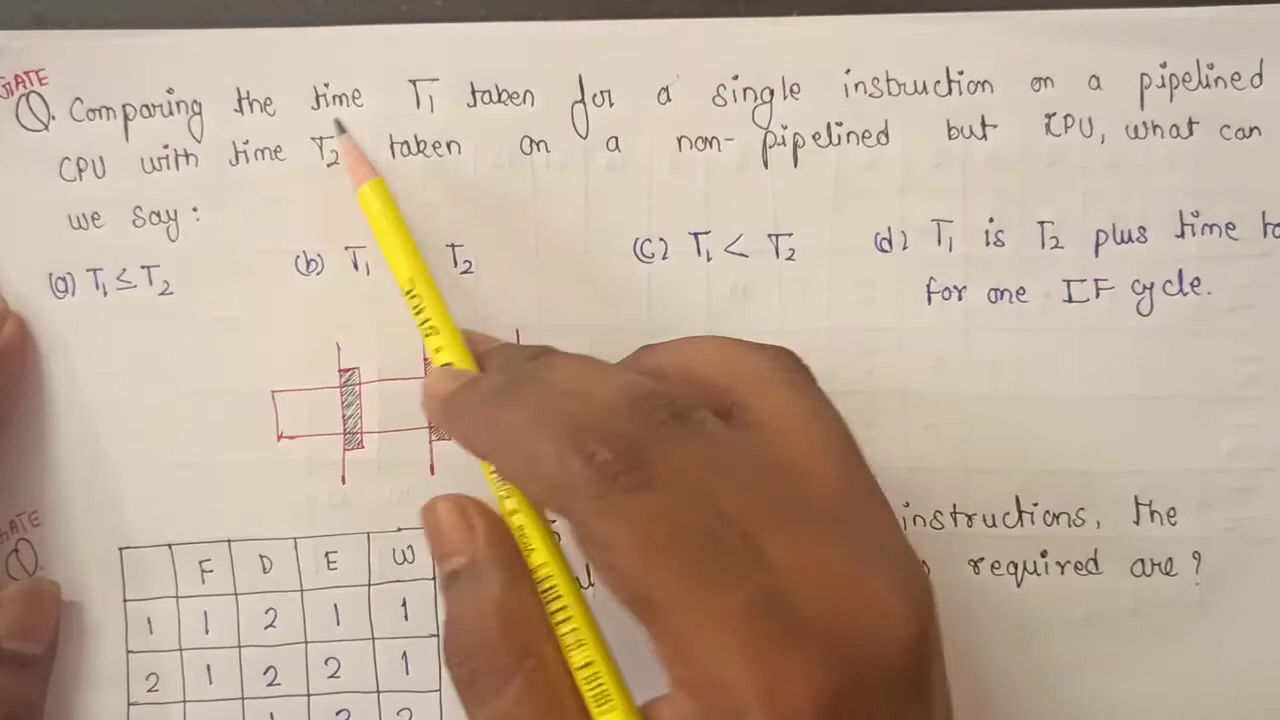 GATE
Q. Comparing the time T1 taken for a single instruction on a pipelined
CPU with time T2 taken on a non-pipelined but CPU, what can
we say:
(a) T1 ≤ T2 (b) T1 T2 (c) T1 < T2 (d) T1 is T2 plus time
for one IF cycle.
GATE
Q.
instructions, the
required are?
F D E W
1 1 2 1 1
2 1 2 2 1